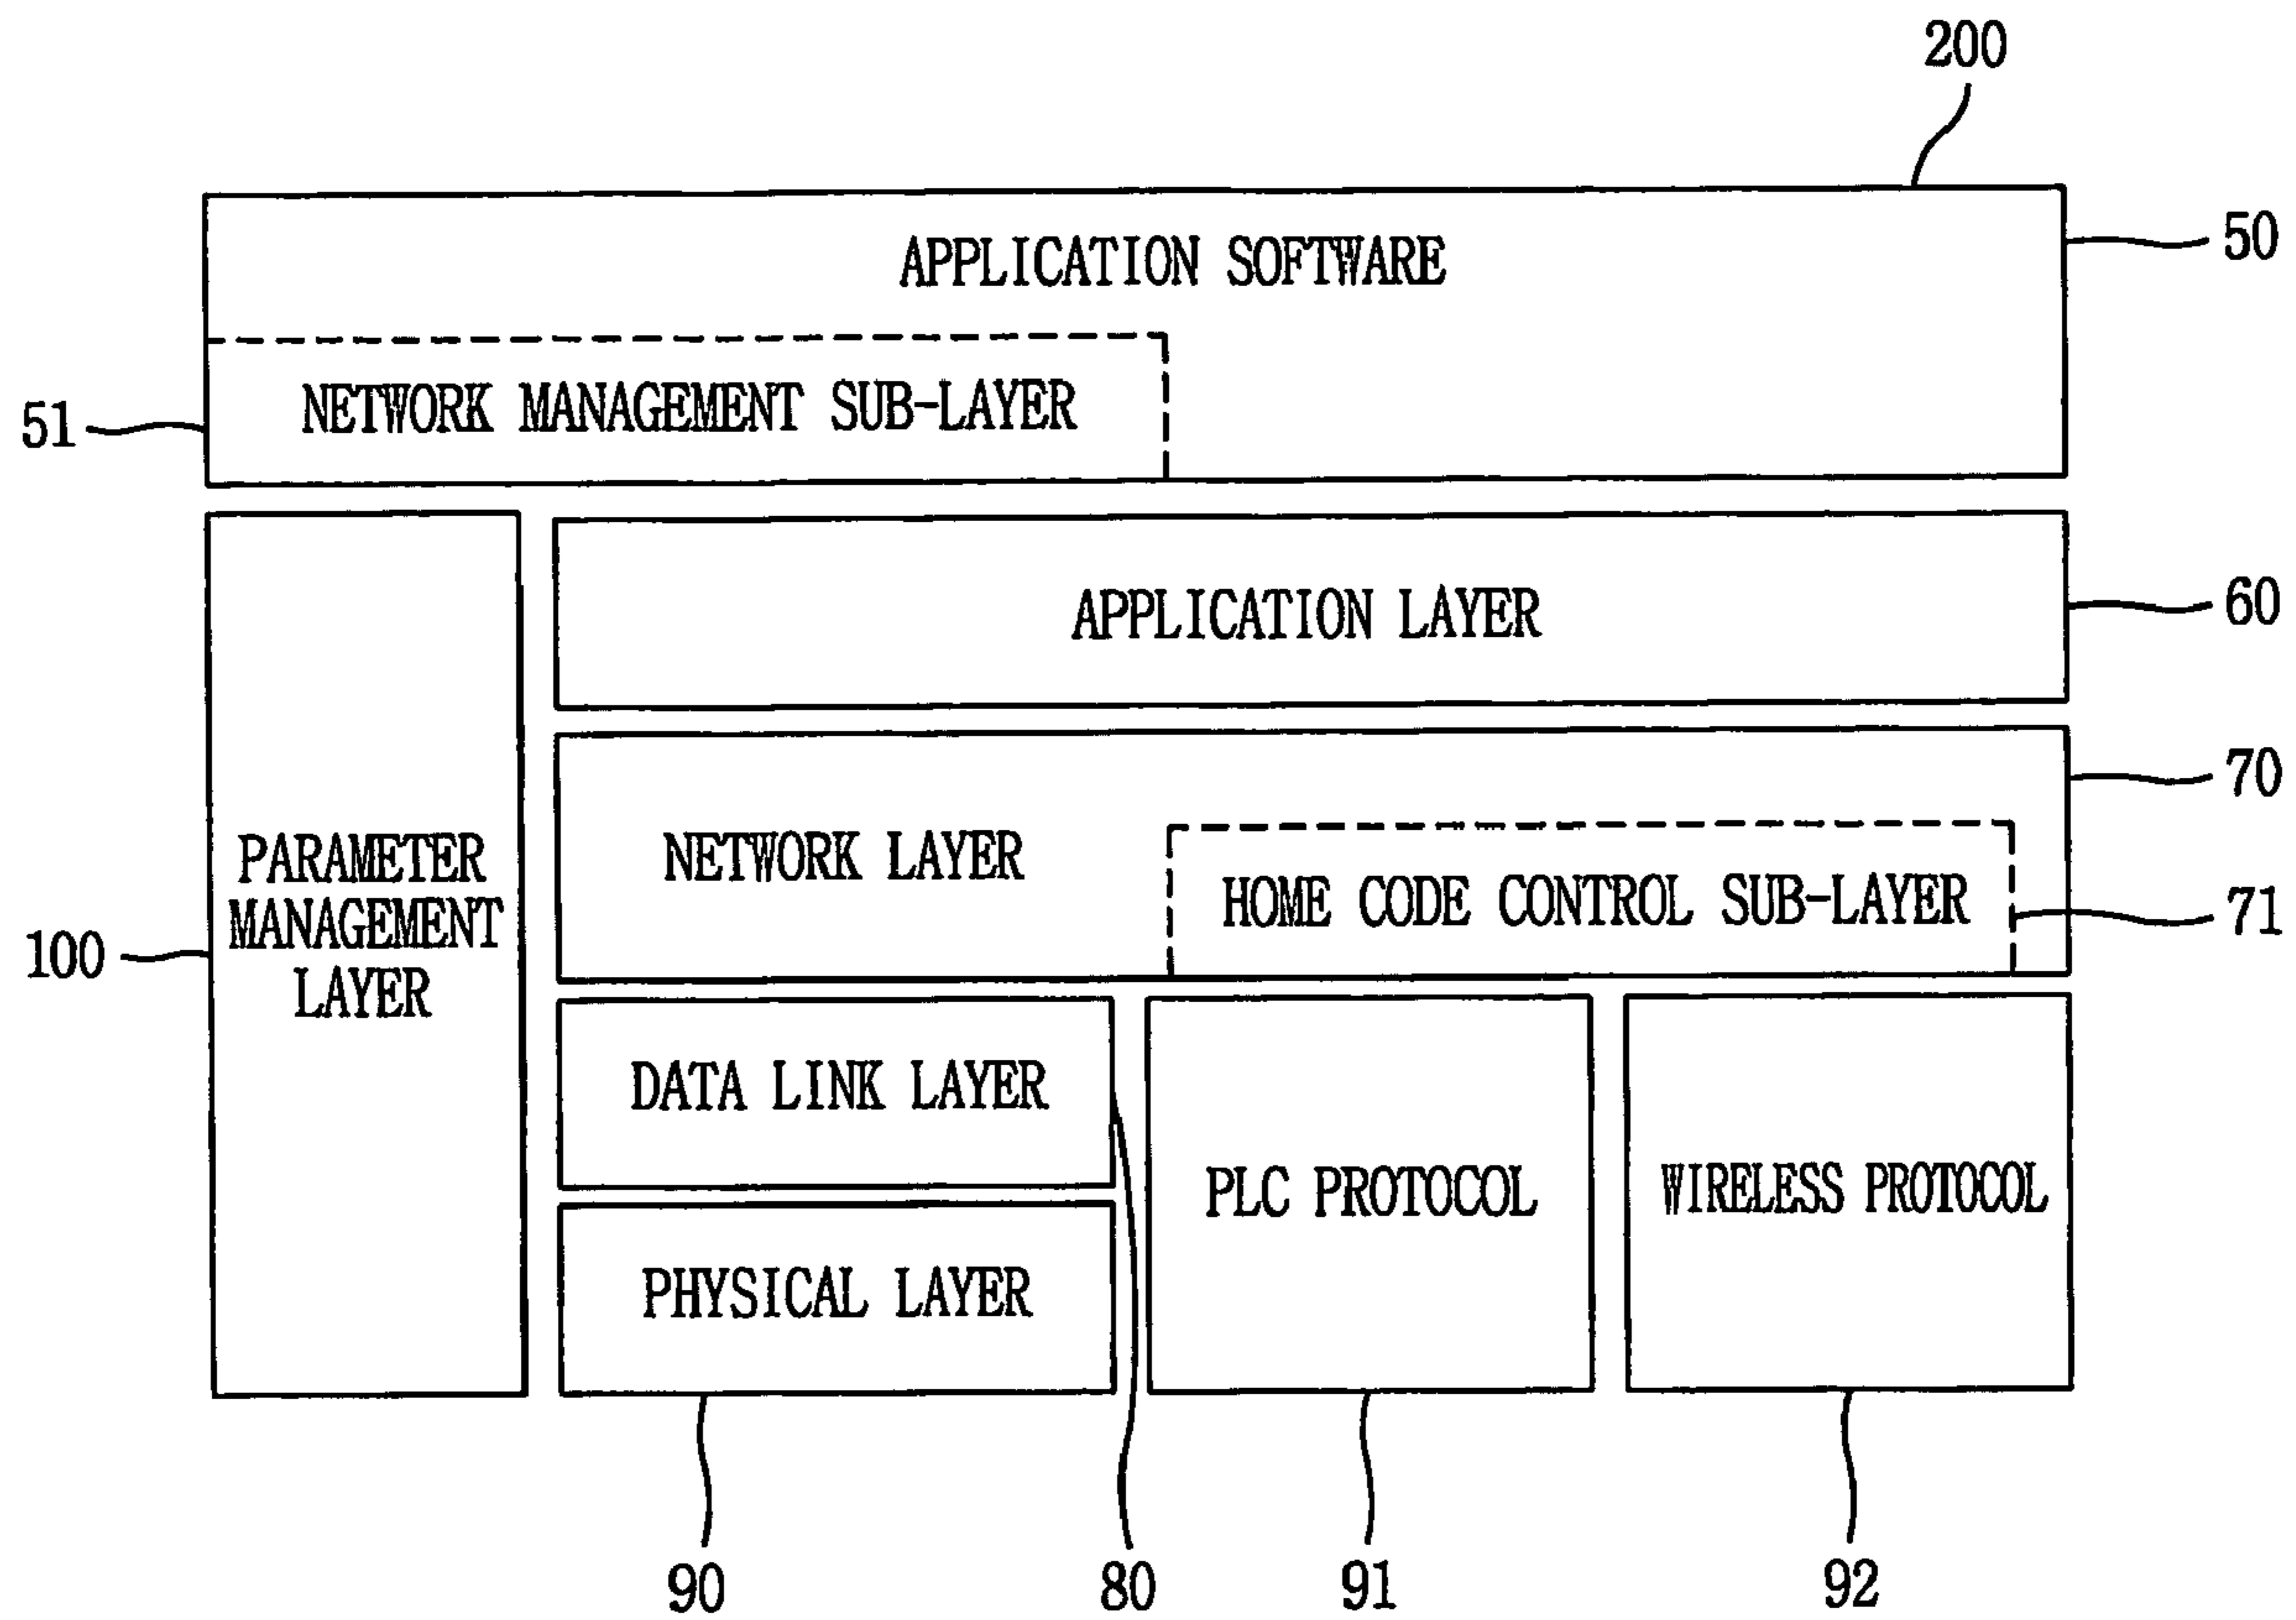 200
APPLICATION SOFTWARE
50
NETWORK MANAGEMENT SUB-LAYER
51
APPLICATION LAYER
60
70
PARAMETER
MANAGEMENT
LAYER
100
NETWORK LAYER
HOME CODE CONTROL SUB-LAYER
71
DATA LINK LAYER
PLC PROTOCOL
WIRELESS PROTOCOL
PHYSICAL LAYER
90
80
91
92